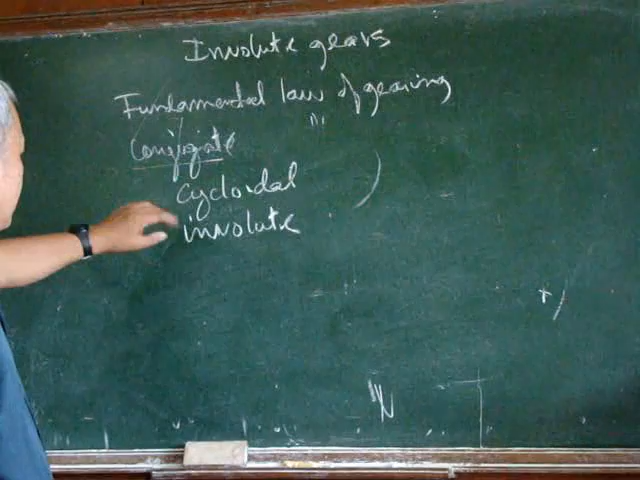 Involute gears
Fundamental law of gearing
Conjugate
Cycloidal
involute